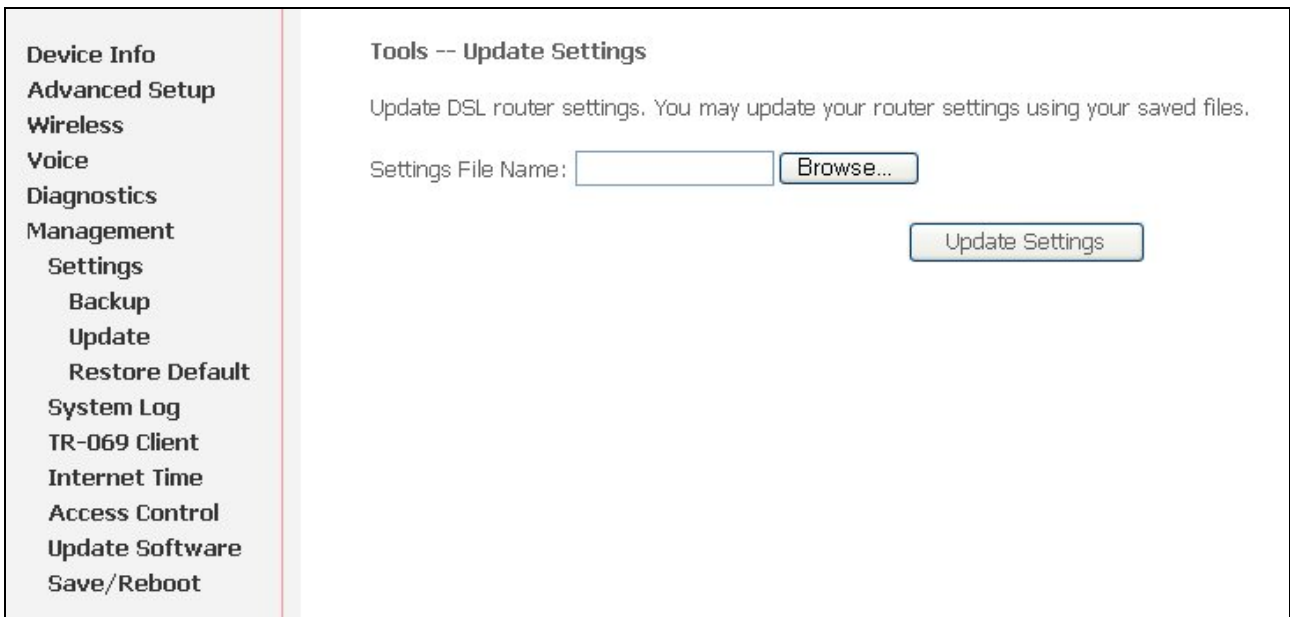 Device Info
Advanced Setup
Wireless
Voice
Diagnostics
Management
Settings
Backup
Update
Restore Default
System Log
TR-069 Client
Internet Time
Access Control
Update Software
Save/Reboot
Tools -- Update Settings
Update DSL router settings. You may update your router settings using your saved files.
Settings File Name: Browse...
Update Settings